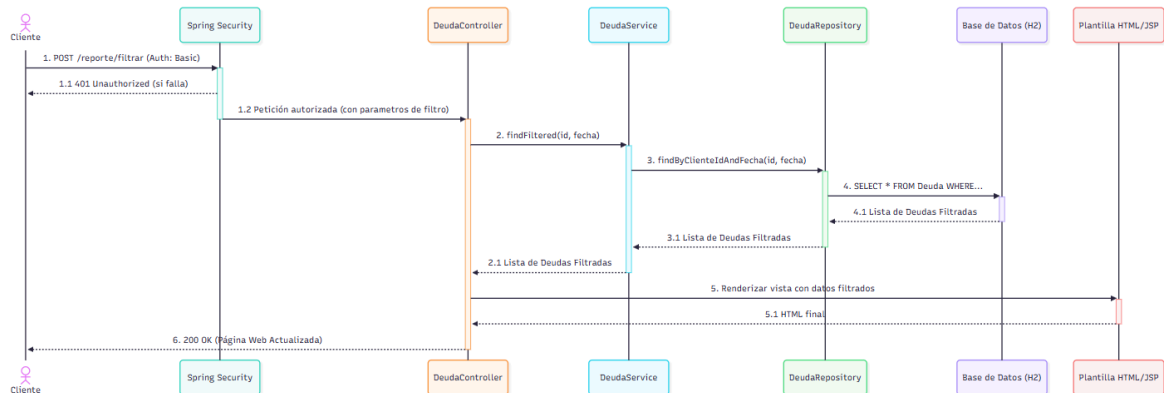 Spring Security
DeudaController
DeudaService
DeudaRepository
Base de Datos (H2)
Plantilla HTML/JSP
Cliente
1. POST /reporte/filtrar (Auth: Basic)
1.1 401 Unauthorized (si falla)
1.2 Petición autorizada (con parametros de filtro)
2. findFiltered(id, fecha)
3. findByClienteIdAndFecha(id, fecha)
4. SELECT * FROM Deuda WHERE...
4.1 Lista de Deudas Filtradas
3.1 Lista de Deudas Filtradas
2.1 Lista de Deudas Filtradas
5. Renderizar vista con datos filtrados
5.1 HTML final
6. 200 OK (Página Web Actualizada)
Spring Security
DeudaController
DeudaService
DeudaRepository
Base de Datos (H2)
Plantilla HTML/JSP
Cliente